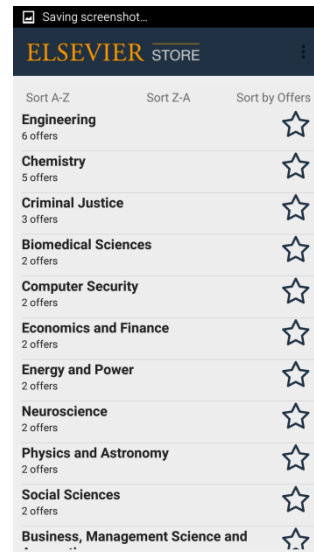 Saving screenshot...
ELSEVIER STORE
Sort A-Z Sort Z-A Sort by Offers
Engineering
6 offers
Chemistry
5 offers
Criminal Justice
3 offers
Biomedical Sciences
2 offers
Computer Security
2 offers
Economics and Finance
2 offers
Energy and Power
2 offers
Neuroscience
2 offers
Physics and Astronomy
2 offers
Social Sciences
2 offers
Business, Management Science and